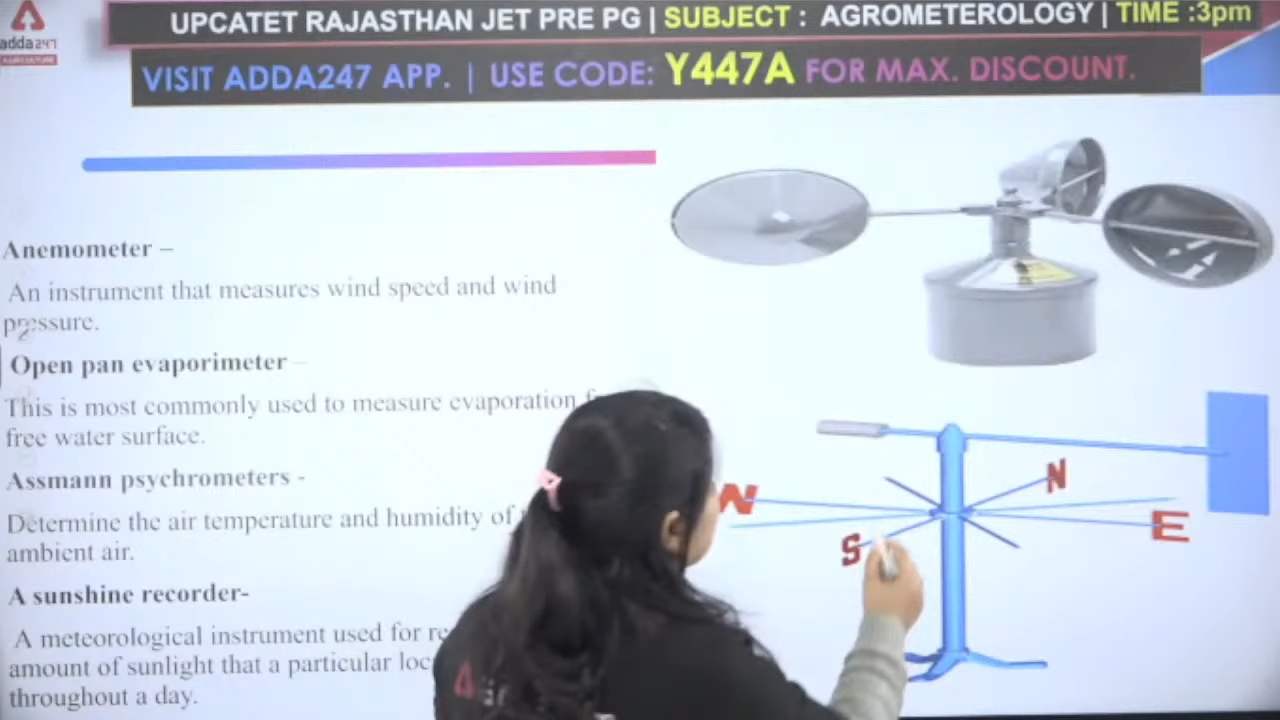 adda247
AGRICULTURE
UPCATET RAJASTHAN JET PRE PG | SUBJECT : AGROMETEROLOGY | TIME :3pm
VISIT ADDA247 APP. | USE CODE: Y447A FOR MAX. DISCOUNT.
Anemometer –
An instrument that measures wind speed and wind
pressure.
Open pan evaporimeter –
This is most commonly used to measure evaporation
free water surface.
Assmann psychrometers -
Determine the air temperature and humidity of
ambient air.
A sunshine recorder-
A meteorological instrument used for
amount of sunlight that a particular
throughout a day.
N
W
S
E